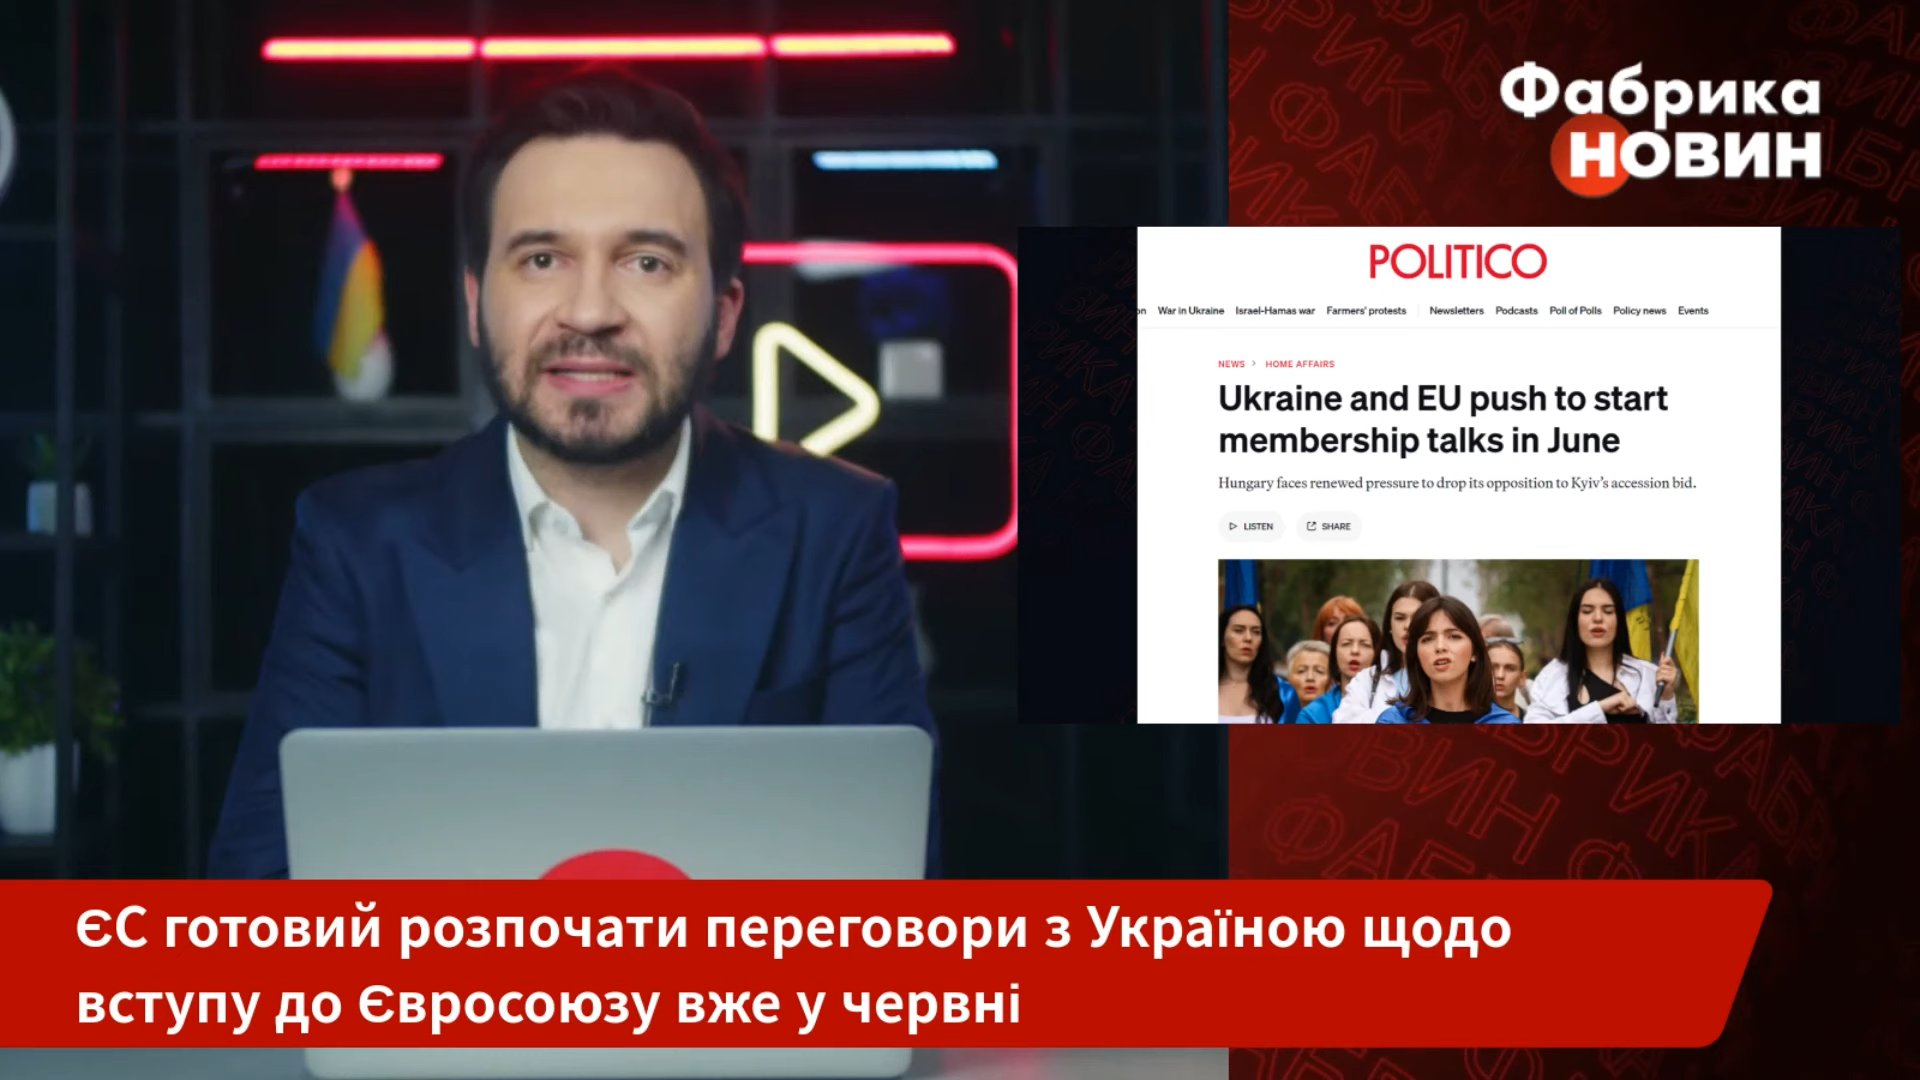 Фабрика
новин
POLITICO
on War in Ukraine Israel-Hamas war Farmers' protests Newsletters Podcasts Poll of Polls Policy news Events
NEWS > HOME AFFAIRS
Ukraine and EU push to start
membership talks in June
Hungary faces renewed pressure to drop its opposition to Kyiv's accession bid.
LISTEN SHARE
ЄС готовий розпочати переговори з Україною щодо
вступу до Євросоюзу вже у червні